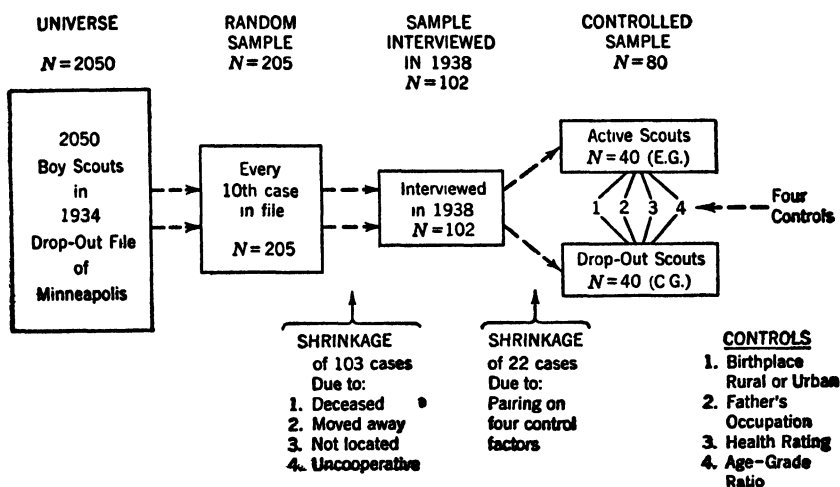 UNIVERSE
N = 2050
RANDOM
SAMPLE
N = 205
SAMPLE
INTERVIEWED
IN 1938
N = 102
CONTROLLED
SAMPLE
N = 80
2050
Boy Scouts
in
1934
Drop-Out File
of
Minneapolis
Every
10th case
in file
N = 205
Interviewed
in 1938
N = 102
Active Scouts
N = 40 (E.G.)
1 2 3 4
Four
Controls
Drop-Out Scouts
N = 40 (C G.)
SHRINKAGE
of 103 cases
Due to:
1. Deceased
2. Moved away
3. Not located
4. Uncooperative
SHRINKAGE
of 22 cases
Due to:
Pairing on
four control
factors
CONTROLS
1. Birthplace
Rural or Urban
2. Father's
Occupation
3. Health Rating
4. Age-Grade
Ratio